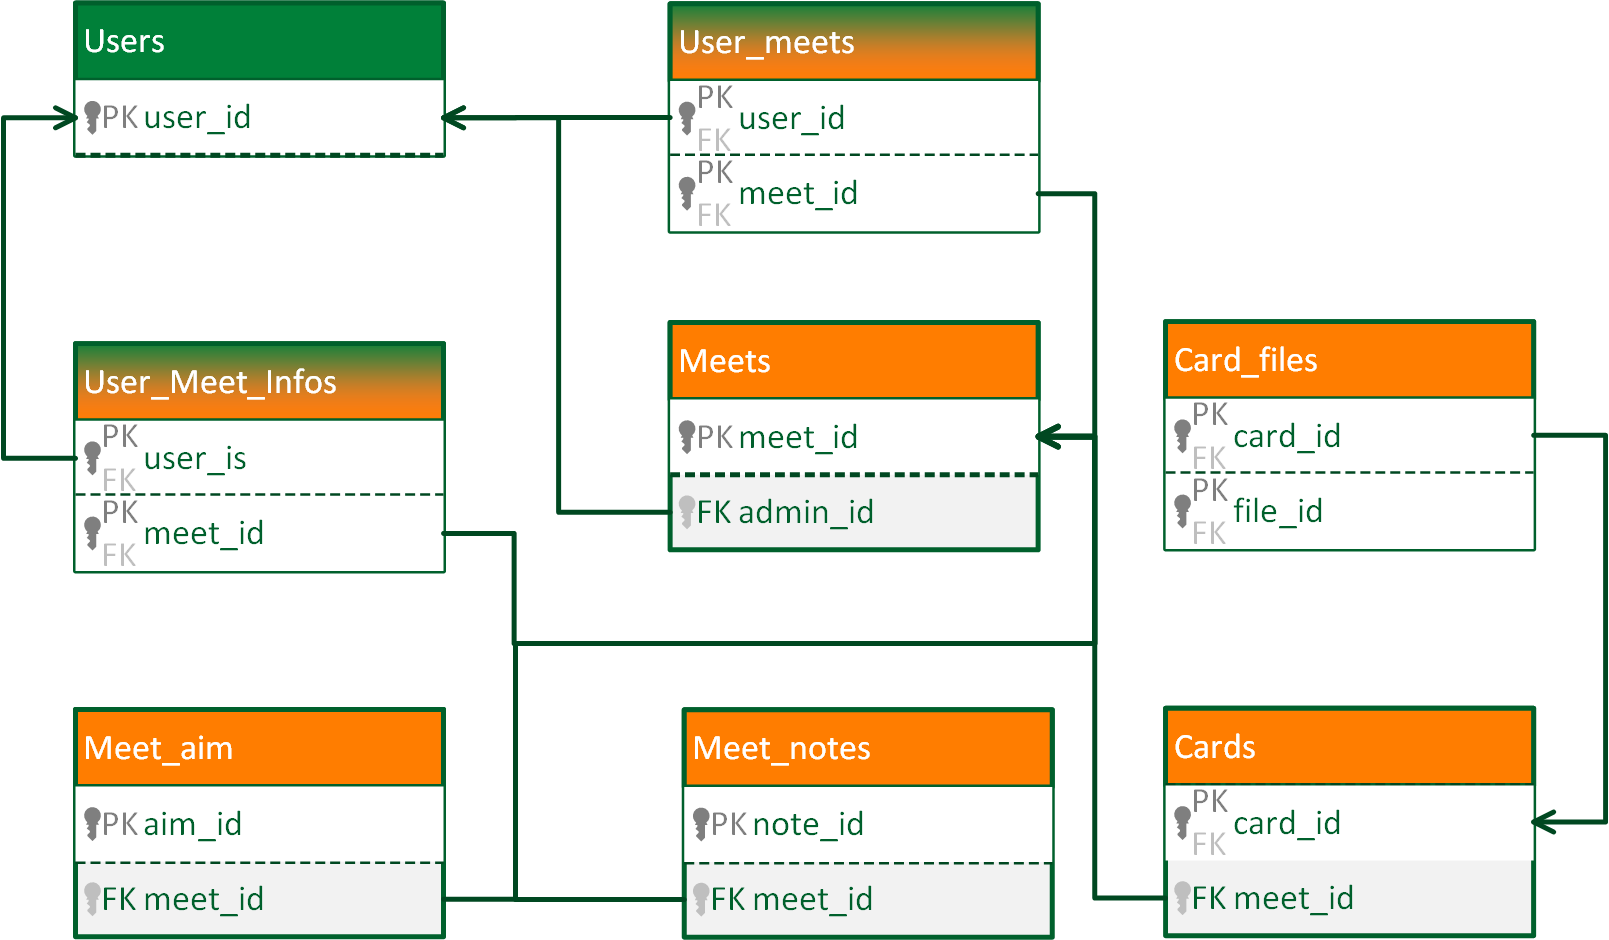 Users
PK user_id
User_meets
PK
FK user_id
PK
FK meet_id
User_Meet_Infos
PK
FK user_is
PK
FK meet_id
Meets
PK meet_id
FK admin_id
Card_files
PK
FK card_id
PK
FK file_id
Meet_aim
PK aim_id
FK meet_id
Meet_notes
PK note_id
FK meet_id
Cards
PK
FK card_id
FK meet_id